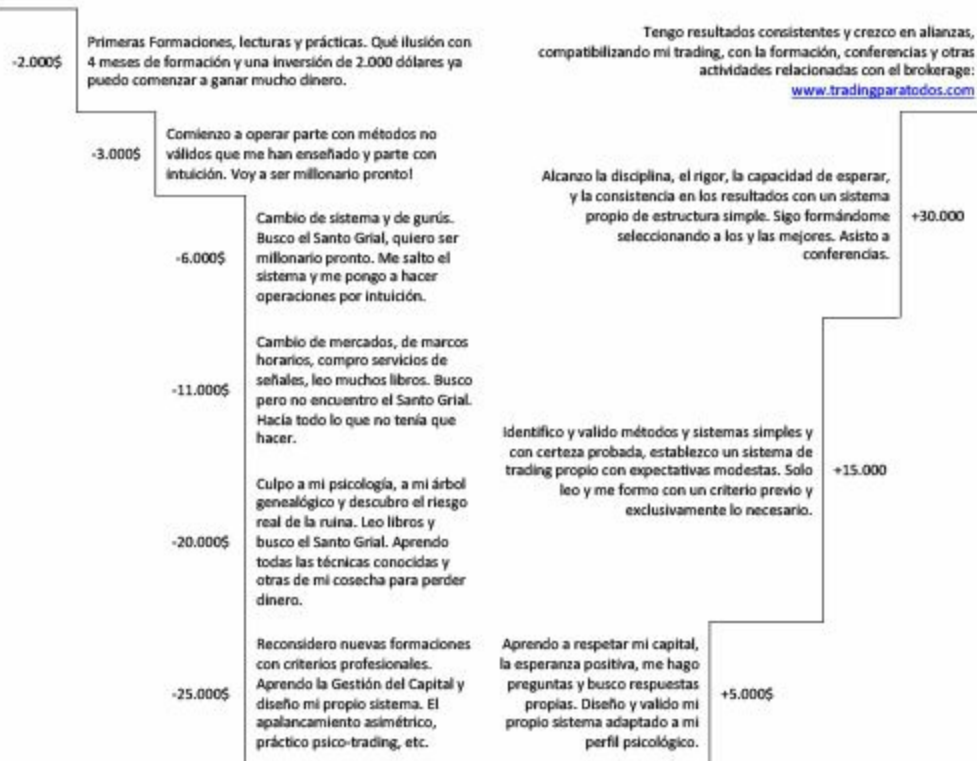 -2.000$
Primeras Formaciones, lecturas y prácticas. Qué ilusión con
4 meses de formación y una inversión de 2.000 dólares ya
puedo comenzar a ganar mucho dinero.
-3.000$
Comienzo a operar parte con métodos no
válidos que me han enseñado y parte con
intuición. Voy a ser millonario pronto!
-6.000$
Cambio de sistema y de gurús.
Busco el Santo Grial, quiero ser
millonario pronto. Me salto el
sistema y me pongo a hacer
operaciones por intuición.
-11.000$
Cambio de mercados, de marcos
horarios, compro servicios de
señales, leo muchos libros. Busco
pero no encuentro el Santo Grial.
Hacía todo lo que no tenía que
hacer.
-20.000$
Culpo a mi psicología, a mi árbol
genealógico y descubro el riesgo
real de la ruina. Leo libros y
busco el Santo Grial. Aprendo
todas las técnicas conocidas y
otras de mi cosecha para perder
dinero.
-25.000$
Reconsidero nuevas formaciones
con criterios profesionales.
Aprendo la Gestión del Capital y
diseño mi propio sistema. El
apalancamiento asimétrico,
práctico psico-trading, etc.
Aprendo a respetar mi capital,
la esperanza positiva, me hago
preguntas y busco respuestas
propias. Diseño y valido mi
propio sistema adaptado a mi
perfil psicológico.
+5.000$
Identifico y valido métodos y sistemas simples y
con certeza probada, establezco un sistema de
trading propio con expectativas modestas. Solo
leo y me formo con un criterio previo y
exclusivamente lo necesario.
+15.000
Alcanzo la disciplina, el rigor, la capacidad de esperar,
y la consistencia en los resultados con un sistema
propio de estructura simple. Sigo formándome
seleccionando a los y las mejores. Asisto a
conferencias.
+30.000
Tengo resultados consistentes y crezco en alianzas,
compatibilizando mi trading, con la formación, conferencias y otras
actividades relacionadas con el brokerage:
www.tradingparatodos.com